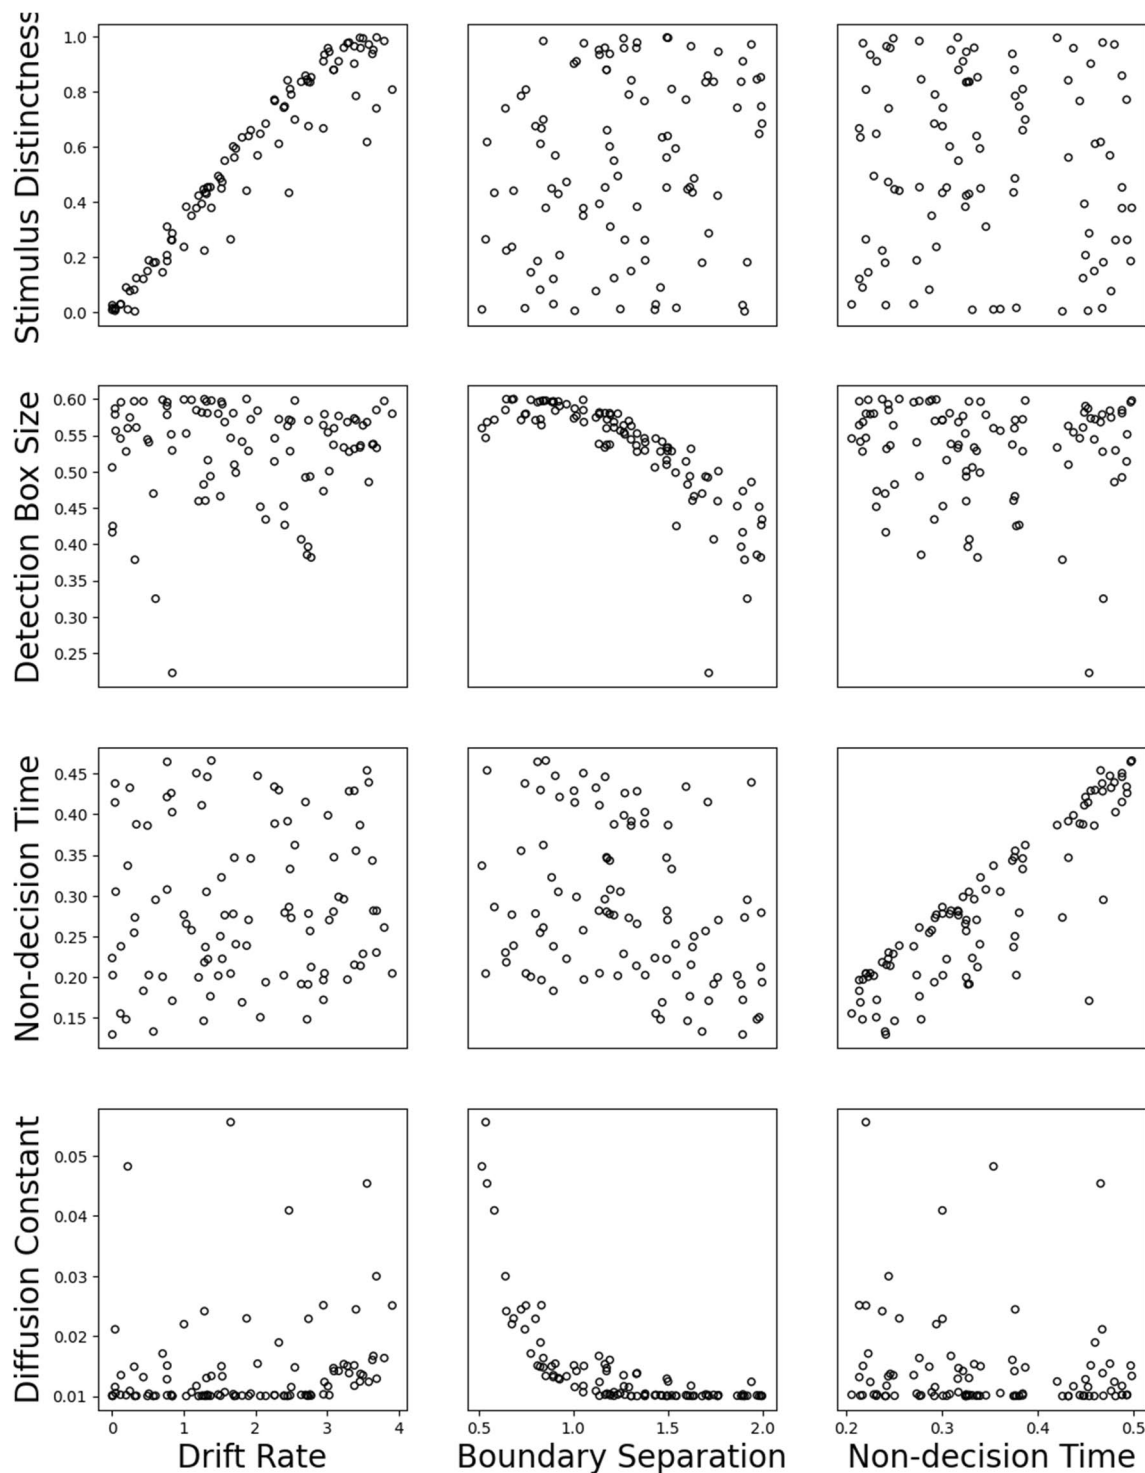 Stimulus Distinctness
1.0
0.8
0.6
0.4
0.2
0.0
Detection Box Size
0.60
0.55
0.50
0.45
0.40
0.35
0.30
0.25
Non-decision Time
0.45
0.40
0.35
0.30
0.25
0.20
0.15
Diffusion Constant
0.05
0.04
0.03
0.02
0.01
0 1 2 3 4
0.5 1.0 1.5 2.0
0.2 0.3 0.4 0.5
Drift Rate
Boundary Separation
Non-decision Time